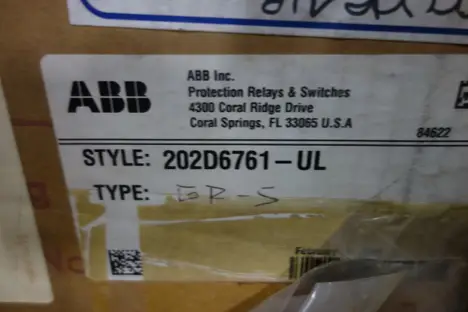 ABB
ABB Inc.
Protection Relays & Switches
4300 Coral Ridge Drive
Coral Springs, FL 33065 U.S.A
84622
STYLE: 202D6761-UL
TYPE:
February